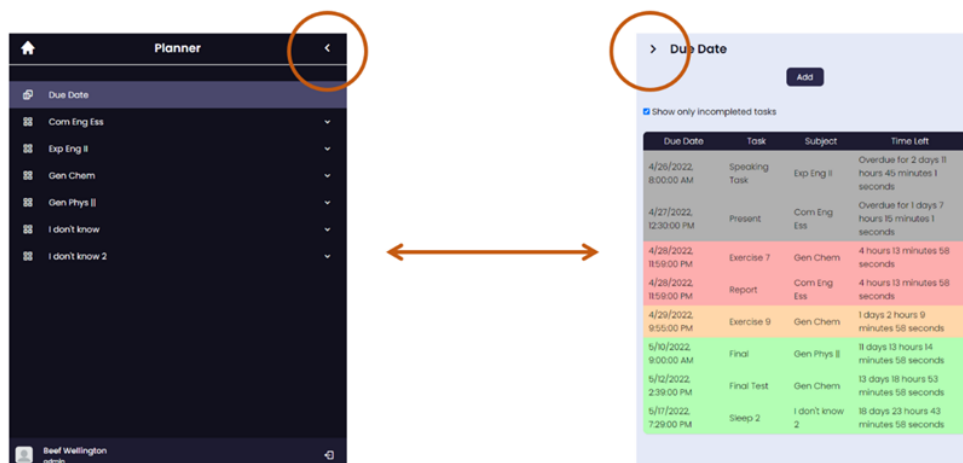 Planner
Due Date
Com Eng Ess
Exp Eng II
Gen Chem
Gen Phys ||
I don't know
I don't know 2
Beef Wellington
admin
Due Date
Add
Show only incompleted tasks
Due Date Task Subject Time Left
4/26/2022, 8:00:00 AM Speaking Task Exp Eng II Overdue for 2 days 11 hours 45 minutes 1 seconds
4/27/2022, 12:30:00 PM Present Com Eng Ess Overdue for 1 days 7 hours 15 minutes 1 seconds
4/28/2022, 11:59:00 PM Exercise 7 Gen Chem 4 hours 13 minutes 58 seconds
4/28/2022, 11:59:00 PM Report Com Eng Ess 4 hours 13 minutes 58 seconds
4/29/2022, 9:55:00 PM Exercise 9 Gen Chem 1 days 2 hours 9 minutes 58 seconds
5/10/2022, 9:00:00 AM Final Gen Phys || 11 days 13 hours 14 minutes 58 seconds
5/12/2022, 2:39:00 PM Final Test Gen Chem 13 days 18 hours 53 minutes 58 seconds
5/17/2022, 7:29:00 PM Sleep 2 I don't know 2 18 days 23 hours 43 minutes 58 seconds